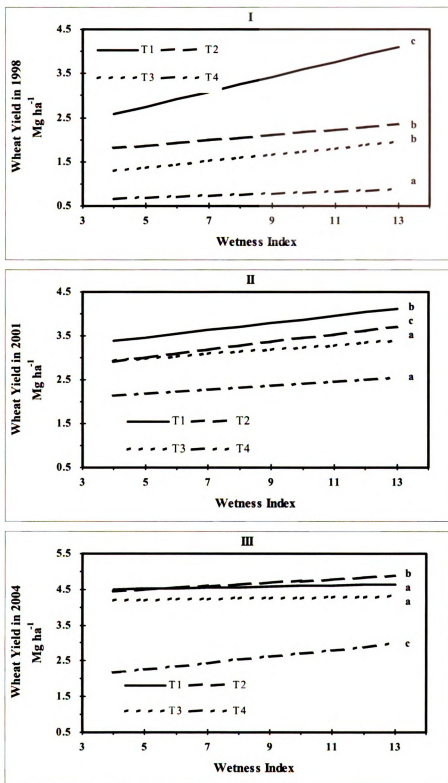 I
T1
T2
T3
T4
c
b
b
a
4.5
3.5
2.5
1.5
0.5
3
5
7
9
11
13
Wheat Yield in 1998
Mg ha⁻¹
Wetness Index
II
b
c
a
a
T1
T2
T3
T4
4.5
3.5
2.5
1.5
0.5
3
5
7
9
11
13
Wheat Yield in 2001
Mg ha⁻¹
Wetness Index
III
b
a
a
c
T1
T2
T3
T4
5.5
4.5
3.5
2.5
1.5
0.5
3
5
7
9
11
13
Wheat Yield in 2004
Mg ha⁻¹
Wetness Index